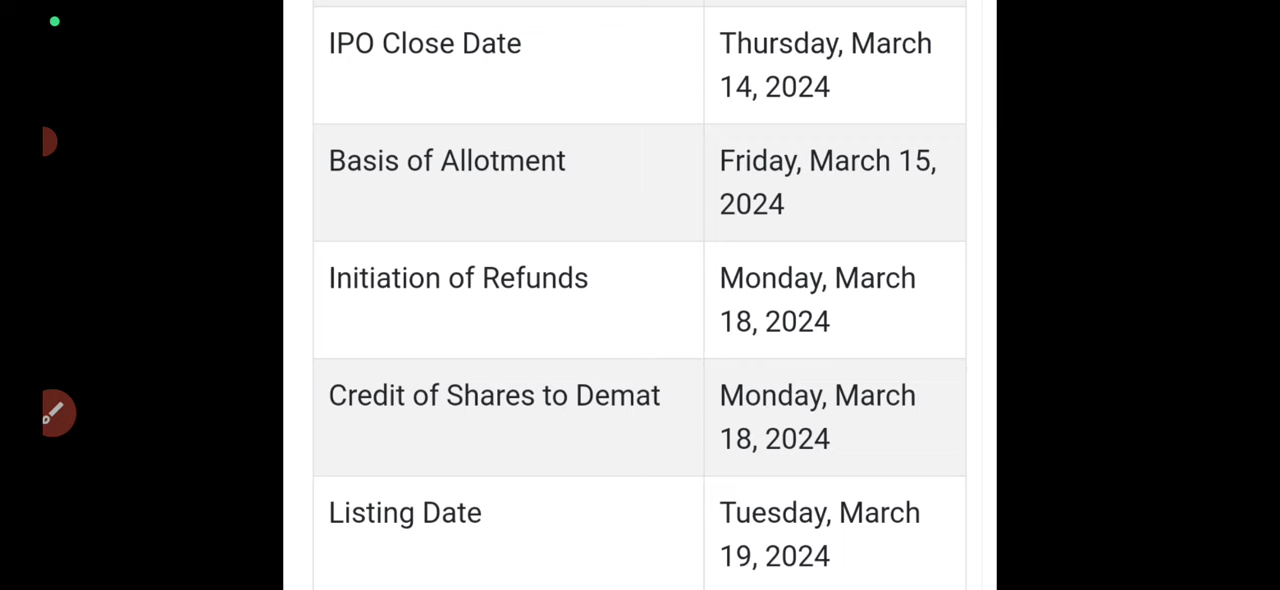 IPO Close Date
Thursday, March
14, 2024
Basis of Allotment
Friday, March 15,
2024
Initiation of Refunds
Monday, March
18, 2024
Credit of Shares to Demat
Monday, March
18, 2024
Listing Date
Tuesday, March
19, 2024